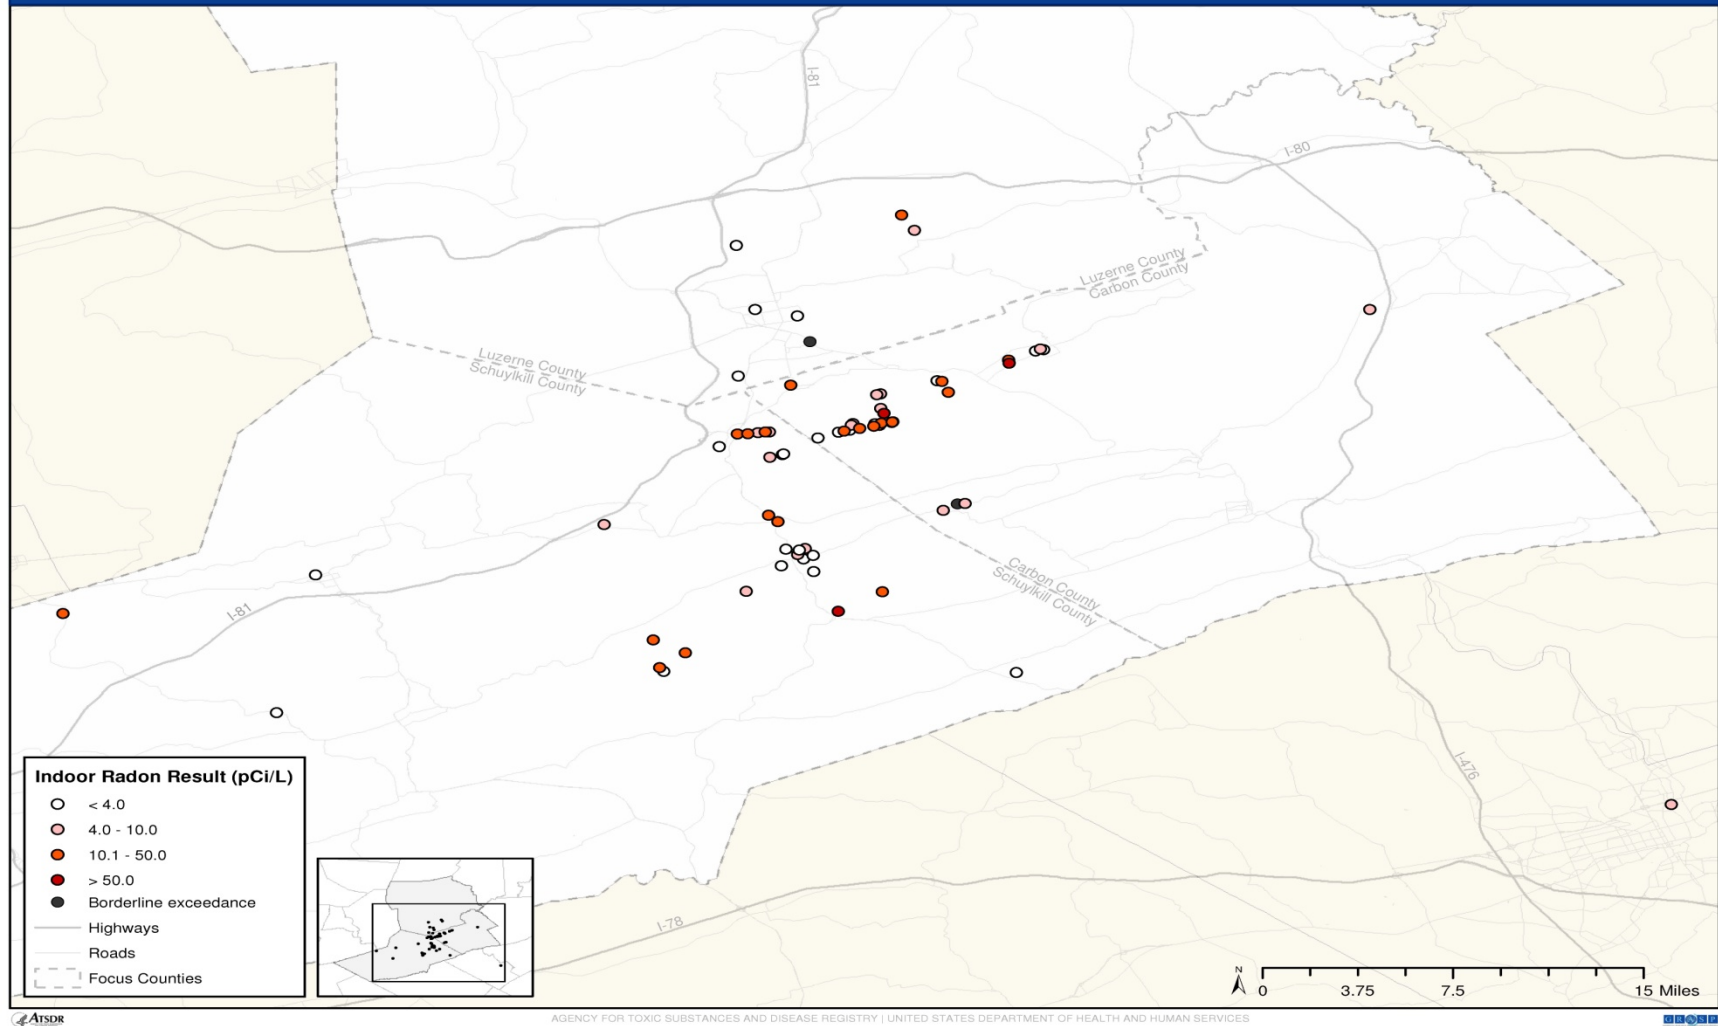 I-81
I-80
Luzerne County
Carbon County
Luzerne County
Schuylkill County
Carbon County
Schuylkill County
I-81
I-476
I-78
Indoor Radon Result (pCi/L)
< 4.0
4.0 - 10.0
10.1 - 50.0
> 50.0
Borderline exceedance
Highways
Roads
Focus Counties
N
0 3.75 7.5 15 Miles
ATSDR
AGENCY FOR TOXIC SUBSTANCES AND DISEASE REGISTRY | UNITED STATES DEPARTMENT OF HEALTH AND HUMAN SERVICES